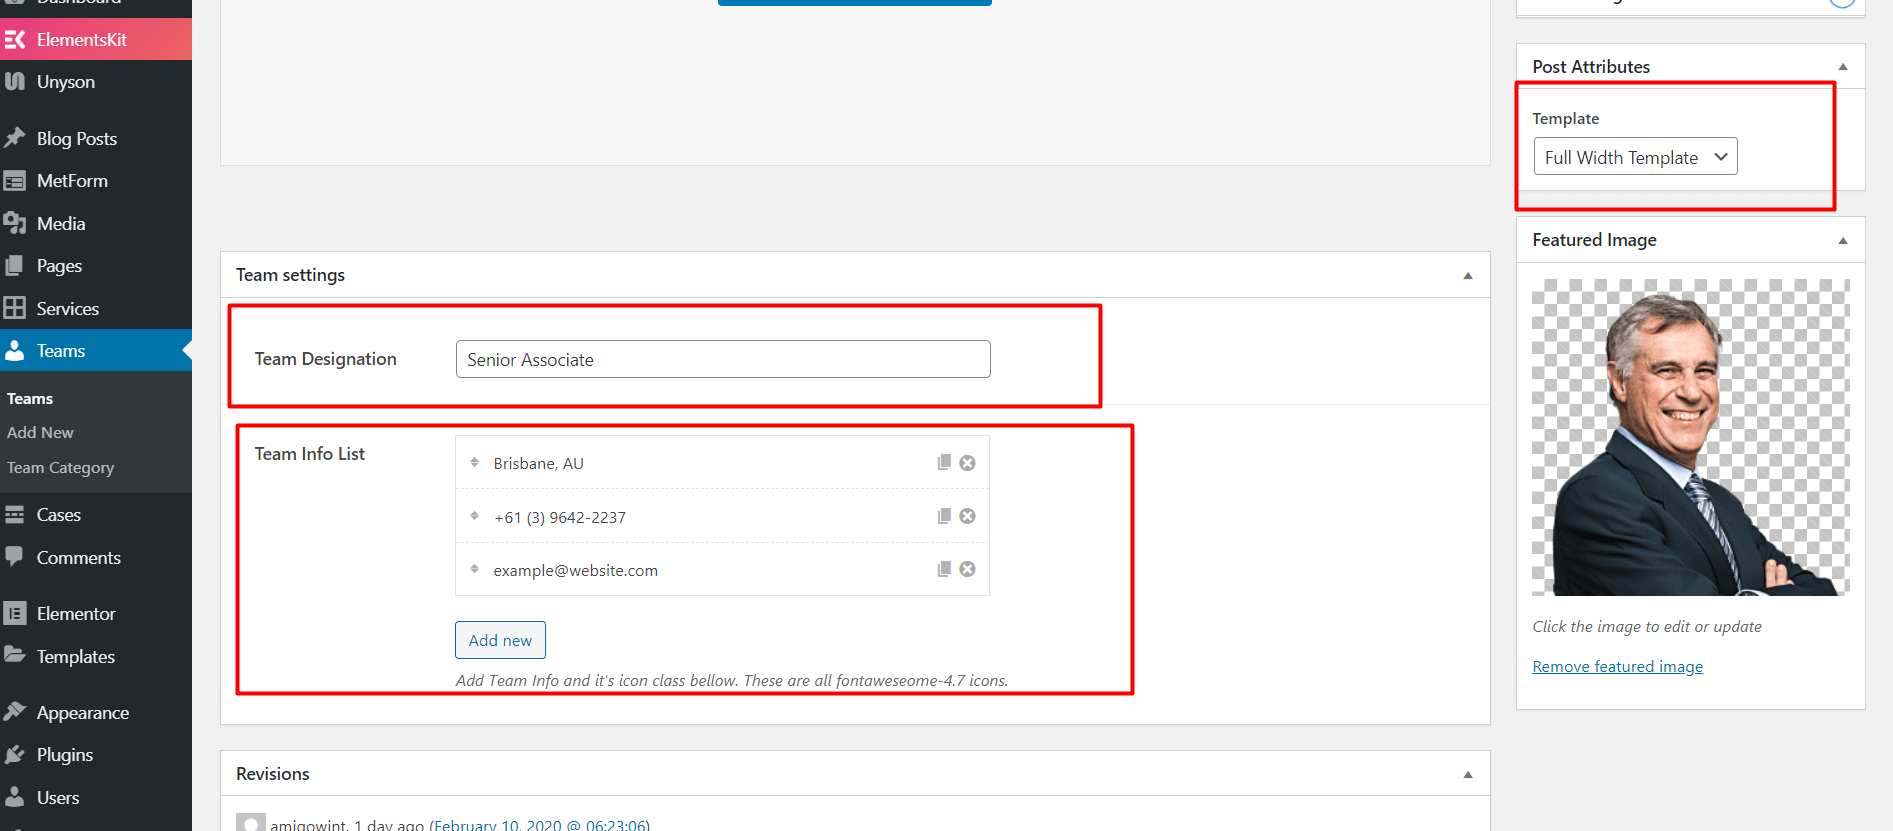 Dashboard
ElementsKit
Unyson
Blog Posts
MetForm
Media
Pages
Services
Teams
Teams
Add New
Team Category
Cases
Comments
Elementor
Templates
Appearance
Plugins
Users
Team settings
Team Designation
Senior Associate
Team Info List
Brisbane, AU
+61 (3) 9642-2237
example@website.com
Add new
Add Team Info and it's icon class bellow. These are all fontaweseome-4.7 icons.
Revisions
amigowint, 1 day ago (February 10, 2020 @ 06:23:06)
Post Attributes
Template
Full Width Template
Featured Image
Click the image to edit or update
Remove featured image